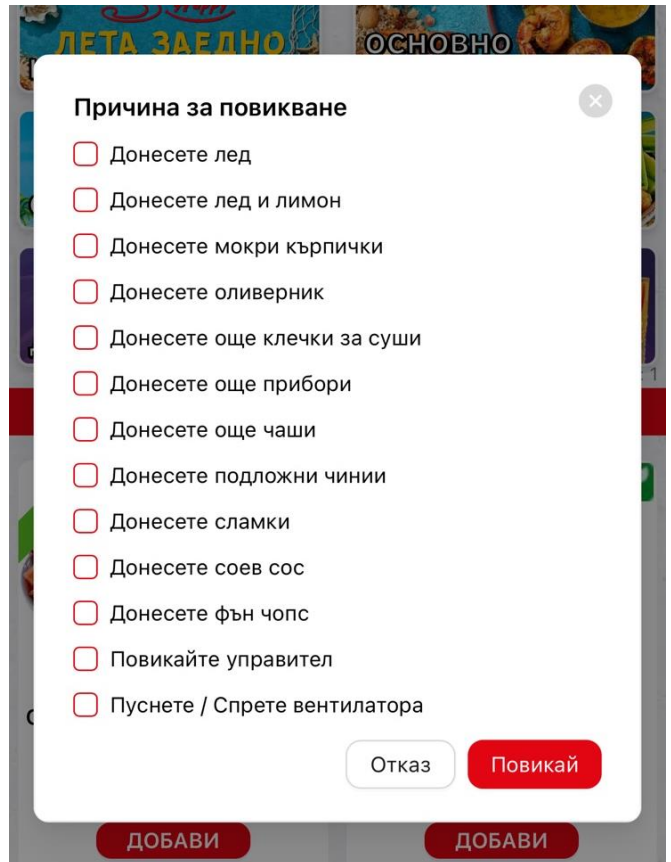 Happy
ЛЕТА ЗАЕДНО
ОСНОВНО
Причина за повикване
Донесете лед
Донесете лед и лимон
Донесете мокри кърпички
Донесете оливерник
Донесете още клечки за суши
Донесете още прибори
Донесете още чаши
Донесете подложни чинии
Донесете сламки
Донесете соев сос
Донесете фън чопс
Повикайте управител
Пуснете / Спрете вентилатора
Отказ
Повикай
ДОБАВИ
ДОБАВИ